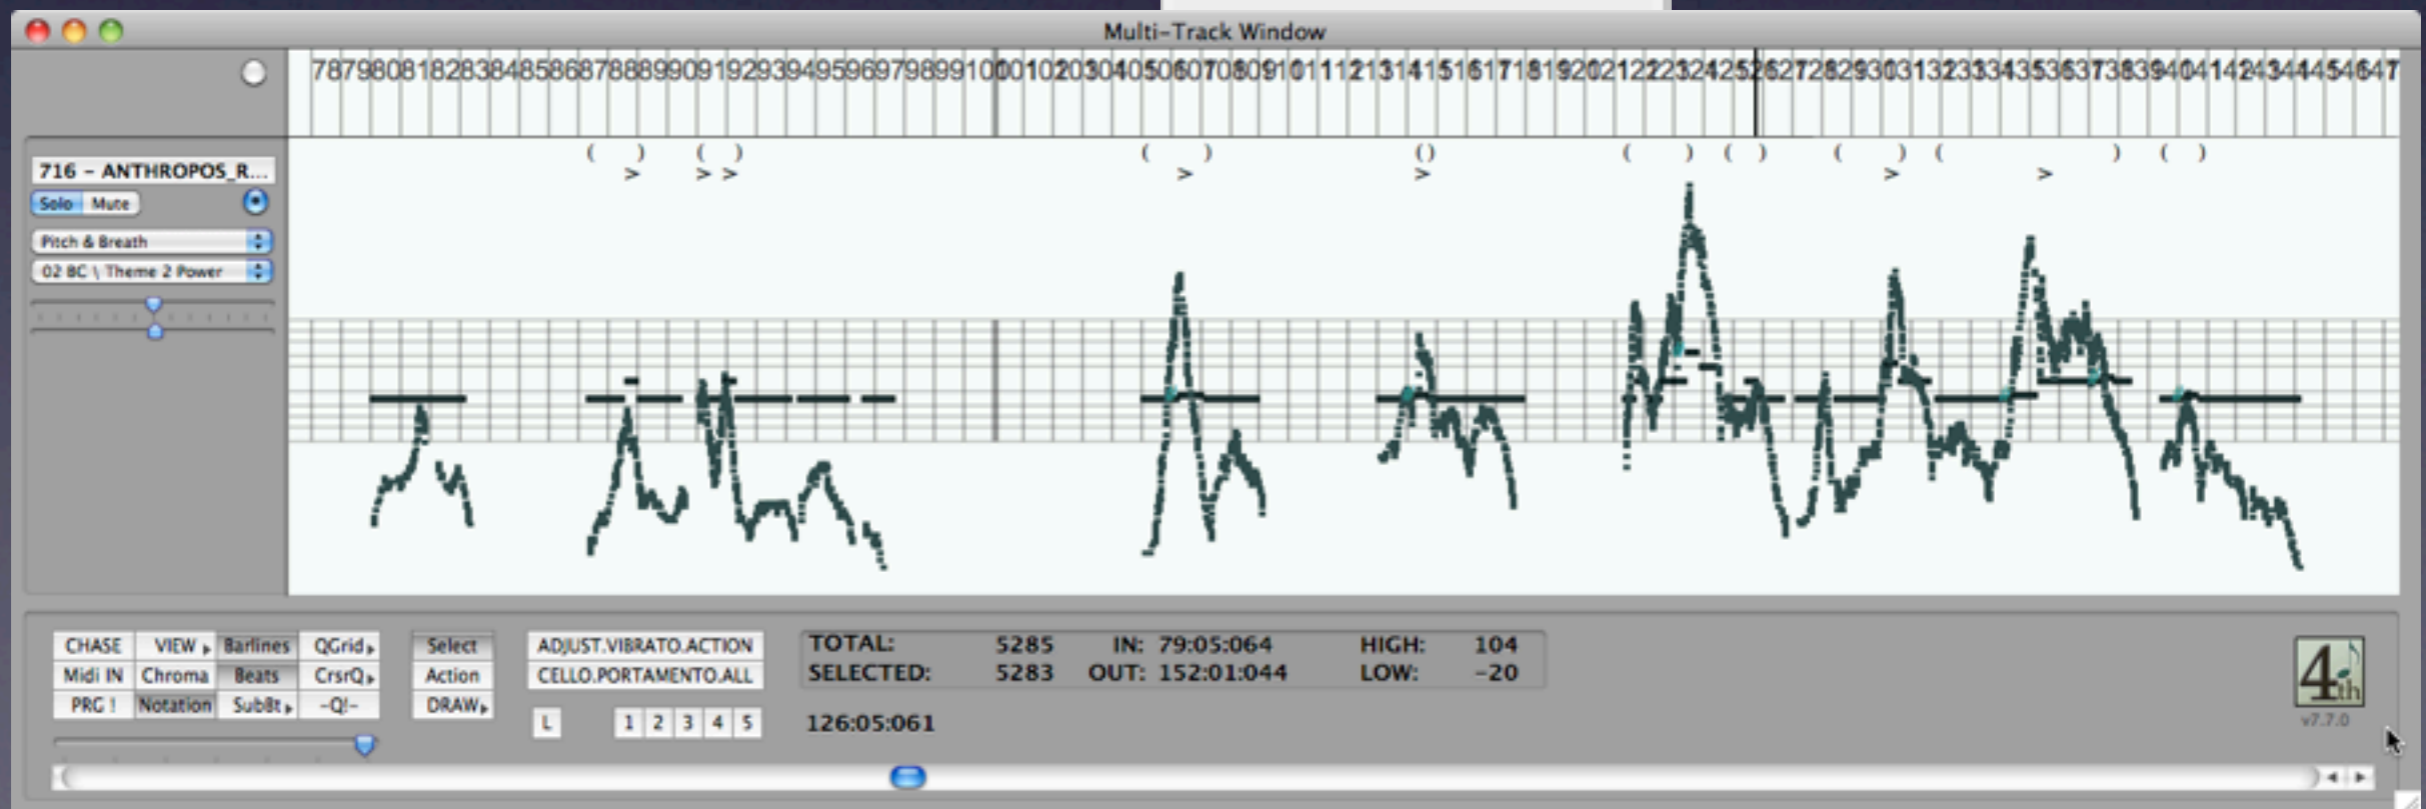 Multi-Track Window
( ) ( ) ( ) () ( ) ( ) ( ) ( ) ( )
> > > > > > >
716 - ANTHROPOS_R...
Solo Mute
Pitch & Breath
02 BC \ Theme 2 Power
CHASE VIEW Barlines QGrid Select ADJUST.VIBRATO.ACTION TOTAL: 5285 IN: 79:05:064 HIGH: 104
Midi IN Chroma Beats CrsrQ Action CELLO.PORTAMENTO.ALL SELECTED: 5283 OUT: 152:01:044 LOW: -20
PRG ! Notation SubBt -Q!- DRAW
L 1 2 3 4 5 126:05:061
4th
v7.7.0